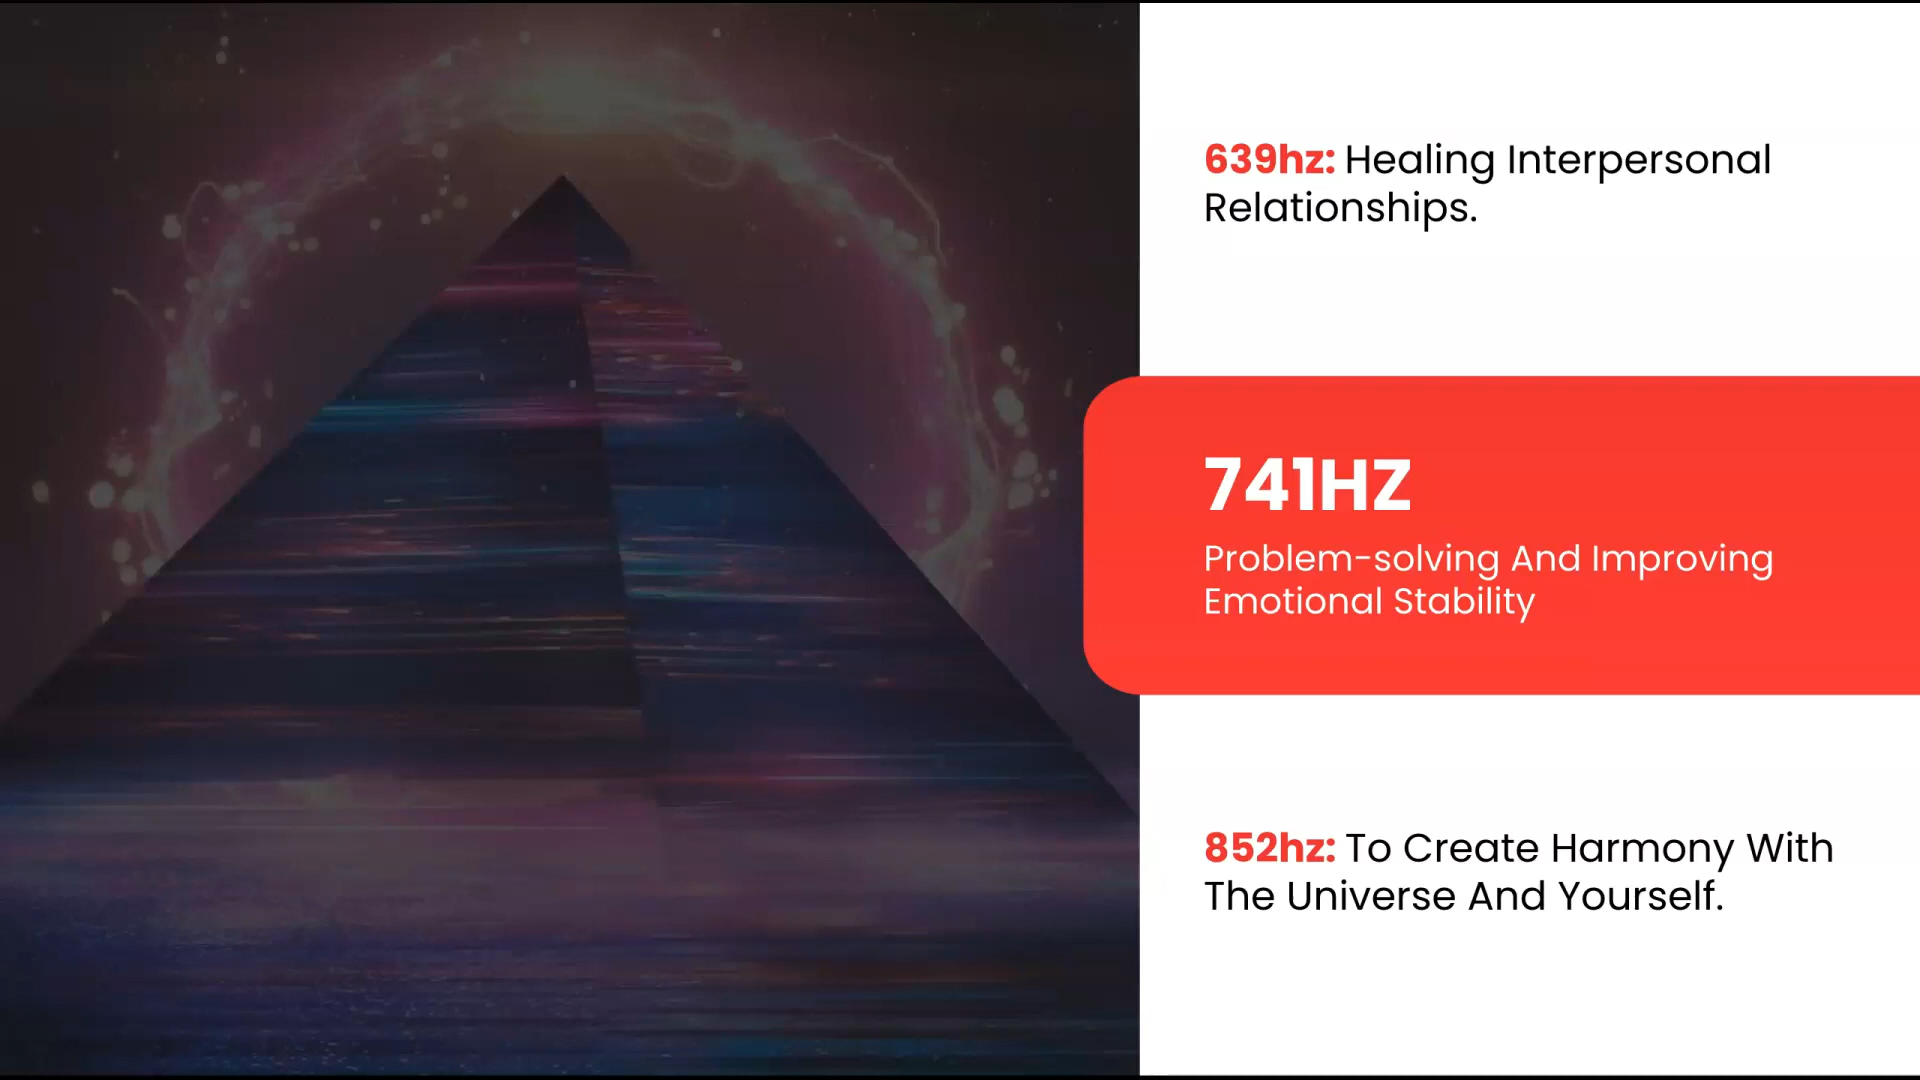 639hz: Healing Interpersonal
Relationships.
741HZ
Problem-solving And Improving
Emotional Stability
852hz: To Create Harmony With
The Universe And Yourself.